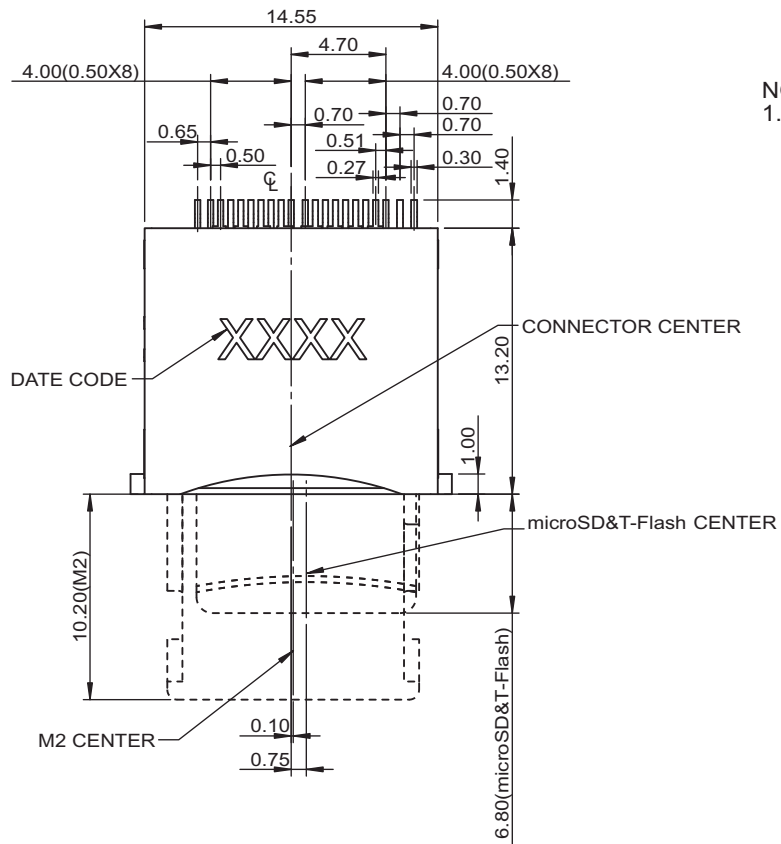 14.55
4.70
4.00(0.50X8)
4.00(0.50X8)
0.70
0.70
0.65
0.51
0.70
0.50
0.27
0.30
1.40
℄
XXXX
CONNECTOR CENTER
DATE CODE
13.20
1.00
microSD&T-Flash CENTER
10.20(M2)
6.80(microSD&T-Flash)
0.10
M2 CENTER
0.75
1.